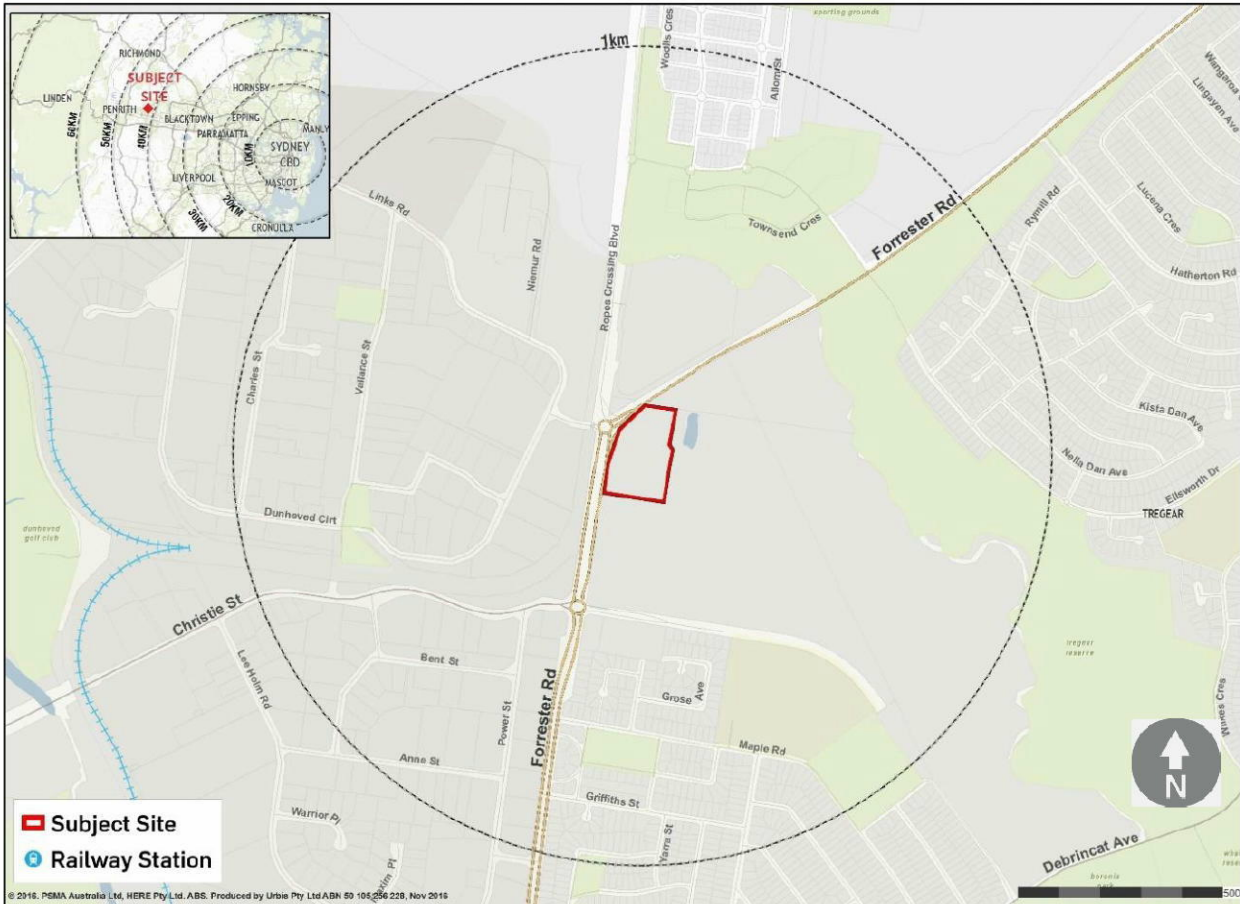 sporting grounds
Woolls Cres
1km
Allom St
RICHMOND
SUBJECT
SITE
HORNSBY
LINDEN
PENRITH
BLACKTOWN
EPPING
MANLY
PARRAMATTA
SYDNEY
CBD
LIVERPOOL
MASCOT
CRONULLA
60KM
50KM
40KM
30KM
20KM
10KM
Links Rd
Niemur Rd
Ropes Crossing Blvd
Townsend Cres
Forrester Rd
Rymill Rd
Wangaroa
Lingayen Ave
Lucena Cres
Hatherton Rd
Charles St
Vallance St
Kista Dan Ave
Nella Dan Ave
Ellsworth Dr
TREGEAR
Dunheved Circt
dunheved
golf club
Christie St
Lee Holm Rd
Bent St
Power St
Forrester Rd
Grose Ave
Maple Rd
tregear
reserve
Anne St
Griffiths St
Yarra St
Warrior Pl
Debrincat Ave
N
Subject Site
Railway Station
© 2016. PSMA Australia Ltd, HERE Pty Ltd. ABS. Produced by Urbis Pty Ltd ABN 50 105 256 228, Nov 2016
500